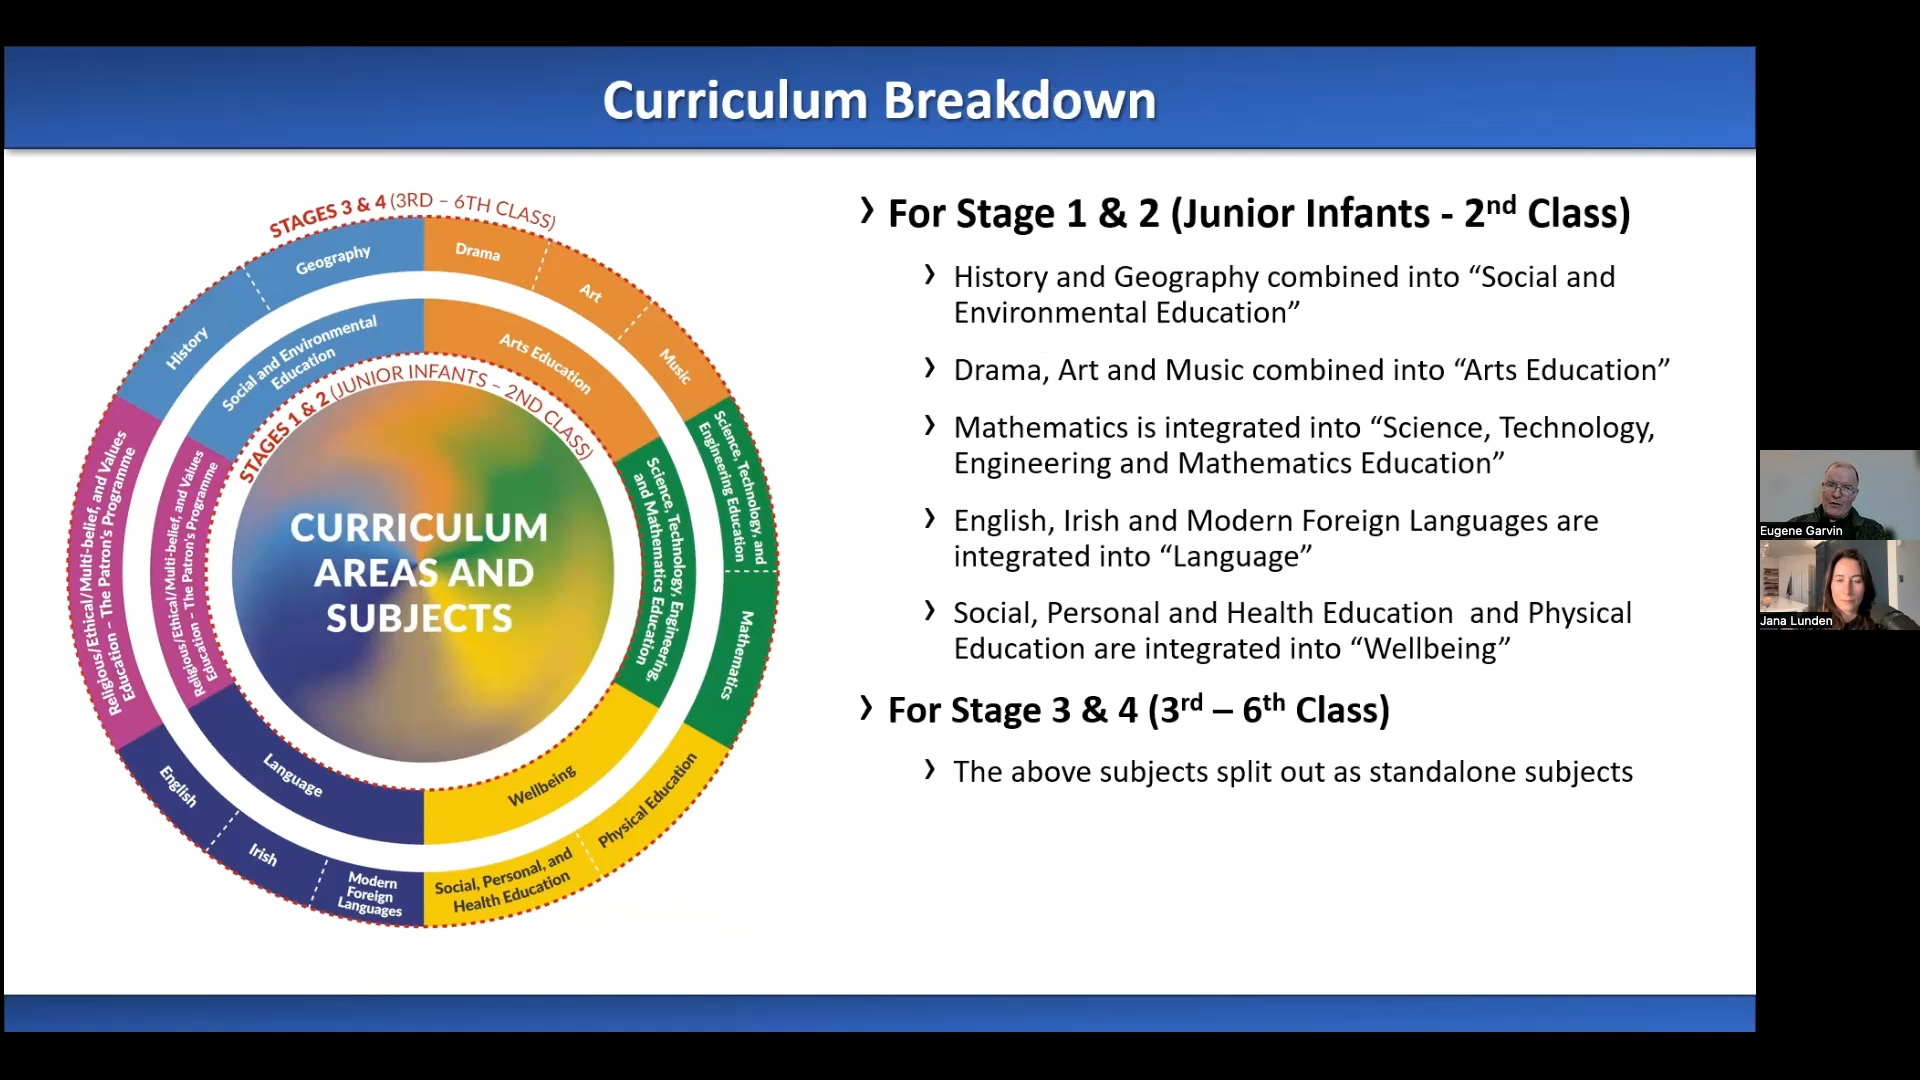 Curriculum Breakdown
STAGES 3 & 4 (3RD – 6TH CLASS)
Geography
Drama
Art
History
Music
Social and Environmental
Education
Arts Education
STAGES 1 & 2 (JUNIOR INFANTS – 2ND CLASS)
Religious/Ethical/Multi-belief, and Values
Education – The Patron's Programme
Religious/Ethical/Multi-belief, and Values
Education – The Patron's Programme
CURRICULUM
AREAS AND
SUBJECTS
Science, Technology, Engineering,
and Mathematics Education
Science, Technology, and
Engineering Education
Mathematics
Language
Wellbeing
English
Irish
Modern
Foreign
Languages
Social, Personal, and
Health Education
Physical Education
› For Stage 1 & 2 (Junior Infants - 2nd Class)
› History and Geography combined into “Social and
Environmental Education”
› Drama, Art and Music combined into “Arts Education”
› Mathematics is integrated into “Science, Technology,
Engineering and Mathematics Education”
› English, Irish and Modern Foreign Languages are
integrated into “Language”
› Social, Personal and Health Education  and Physical
Education are integrated into “Wellbeing”
› For Stage 3 & 4 (3rd – 6th Class)
› The above subjects split out as standalone subjects
Eugene Garvin
Jana Lunden